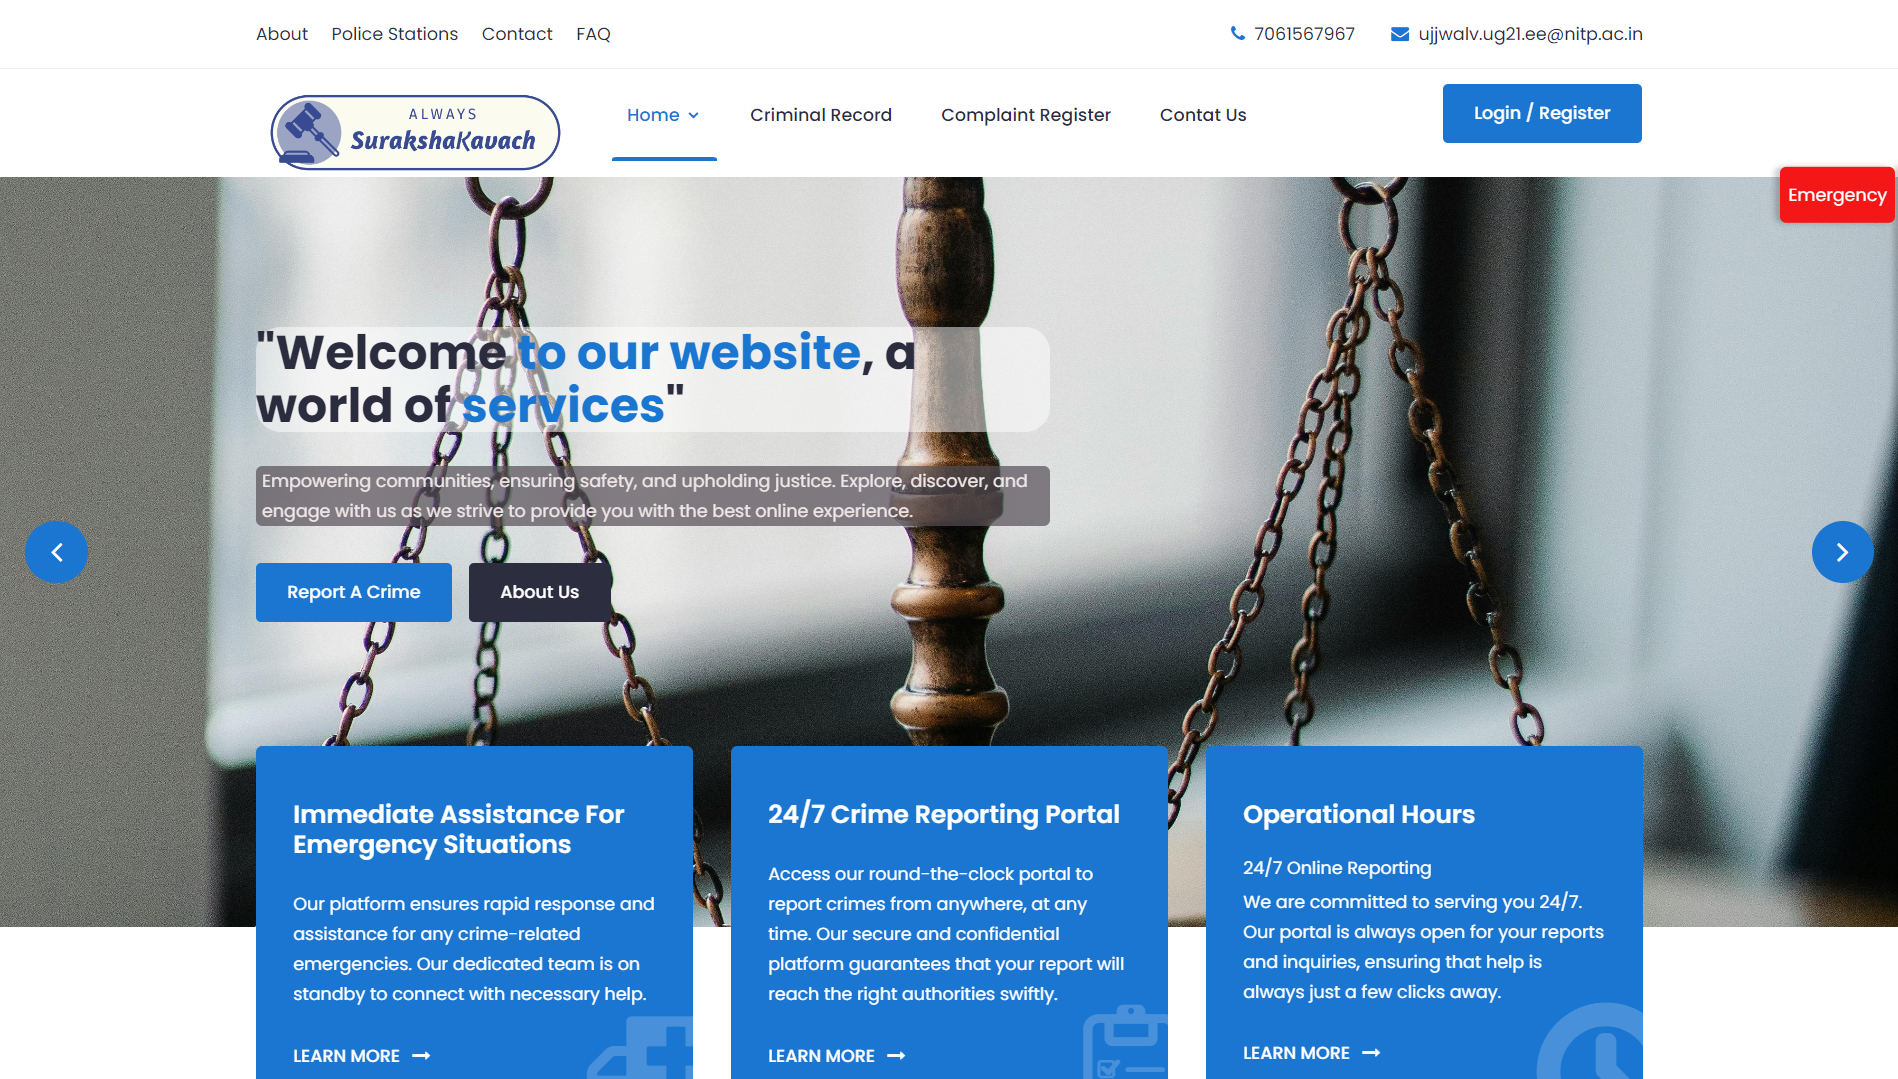 About Police Stations Contact FAQ
7061567967 ujjwalv.ug21.ee@nitp.ac.in
ALWAYS
SurakshaKavach
Home Criminal Record Complaint Register Contat Us
Login / Register
Emergency
"Welcome to our website, a
world of services"
Empowering communities, ensuring safety, and upholding justice. Explore, discover, and
engage with us as we strive to provide you with the best online experience.
Report A Crime About Us
Immediate Assistance For
Emergency Situations
Our platform ensures rapid response and
assistance for any crime-related
emergencies. Our dedicated team is on
standby to connect with necessary help.
LEARN MORE
24/7 Crime Reporting Portal
Access our round-the-clock portal to
report crimes from anywhere, at any
time. Our secure and confidential
platform guarantees that your report will
reach the right authorities swiftly.
LEARN MORE
Operational Hours
24/7 Online Reporting
We are committed to serving you 24/7.
Our portal is always open for your reports
and inquiries, ensuring that help is
always just a few clicks away.
LEARN MORE